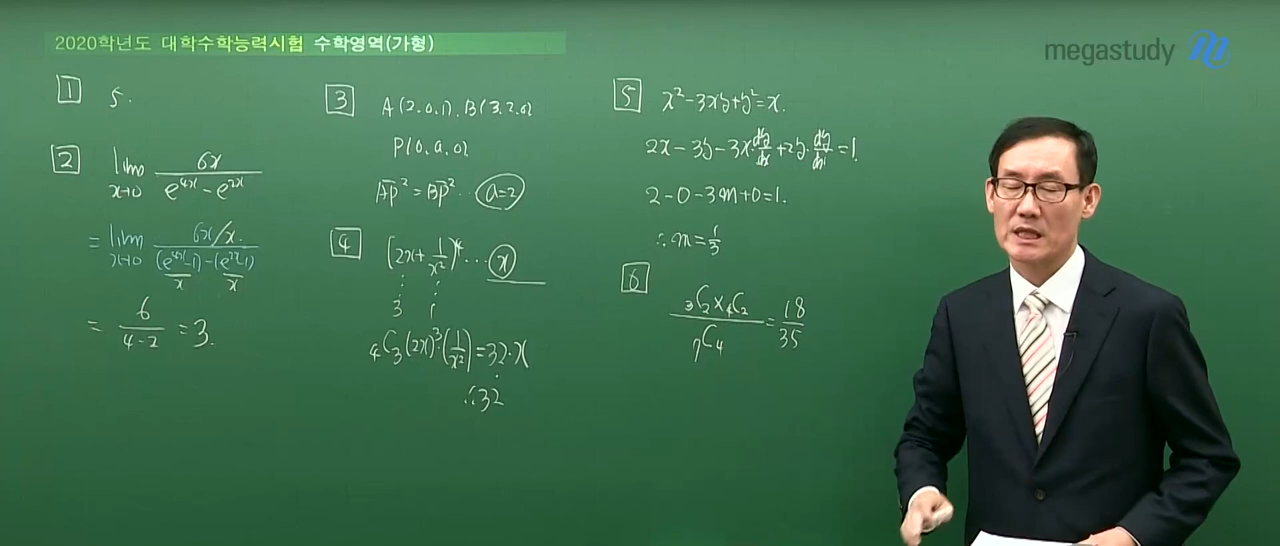 2020학년도 대학수학능력시험 수학영역(가형)
megastudy
1
5.
2
lim x→0 6x/(e^4x - e^2x)
= lim x→0 (6x/x)/((e^4x-1)/x - (e^2x-1)/x)
= 6/(4-2) = 3.
3
A(2,0,1), B(3,2,0)
P(0,a,0)
AP² = BP² ... a=2
4
(2x+1/x²)⁴ ... x
3 1
₄C₃(2x)³(1/x²)=32·x
∴32
5
x²-3xy+y²=x.
2x-3y-3x·dy/dx+2y·dy/dx=1.
2-0-3m+0=1.
∴m=1/3
6
(₃C₂×₄C₂)/₇C₄=18/35